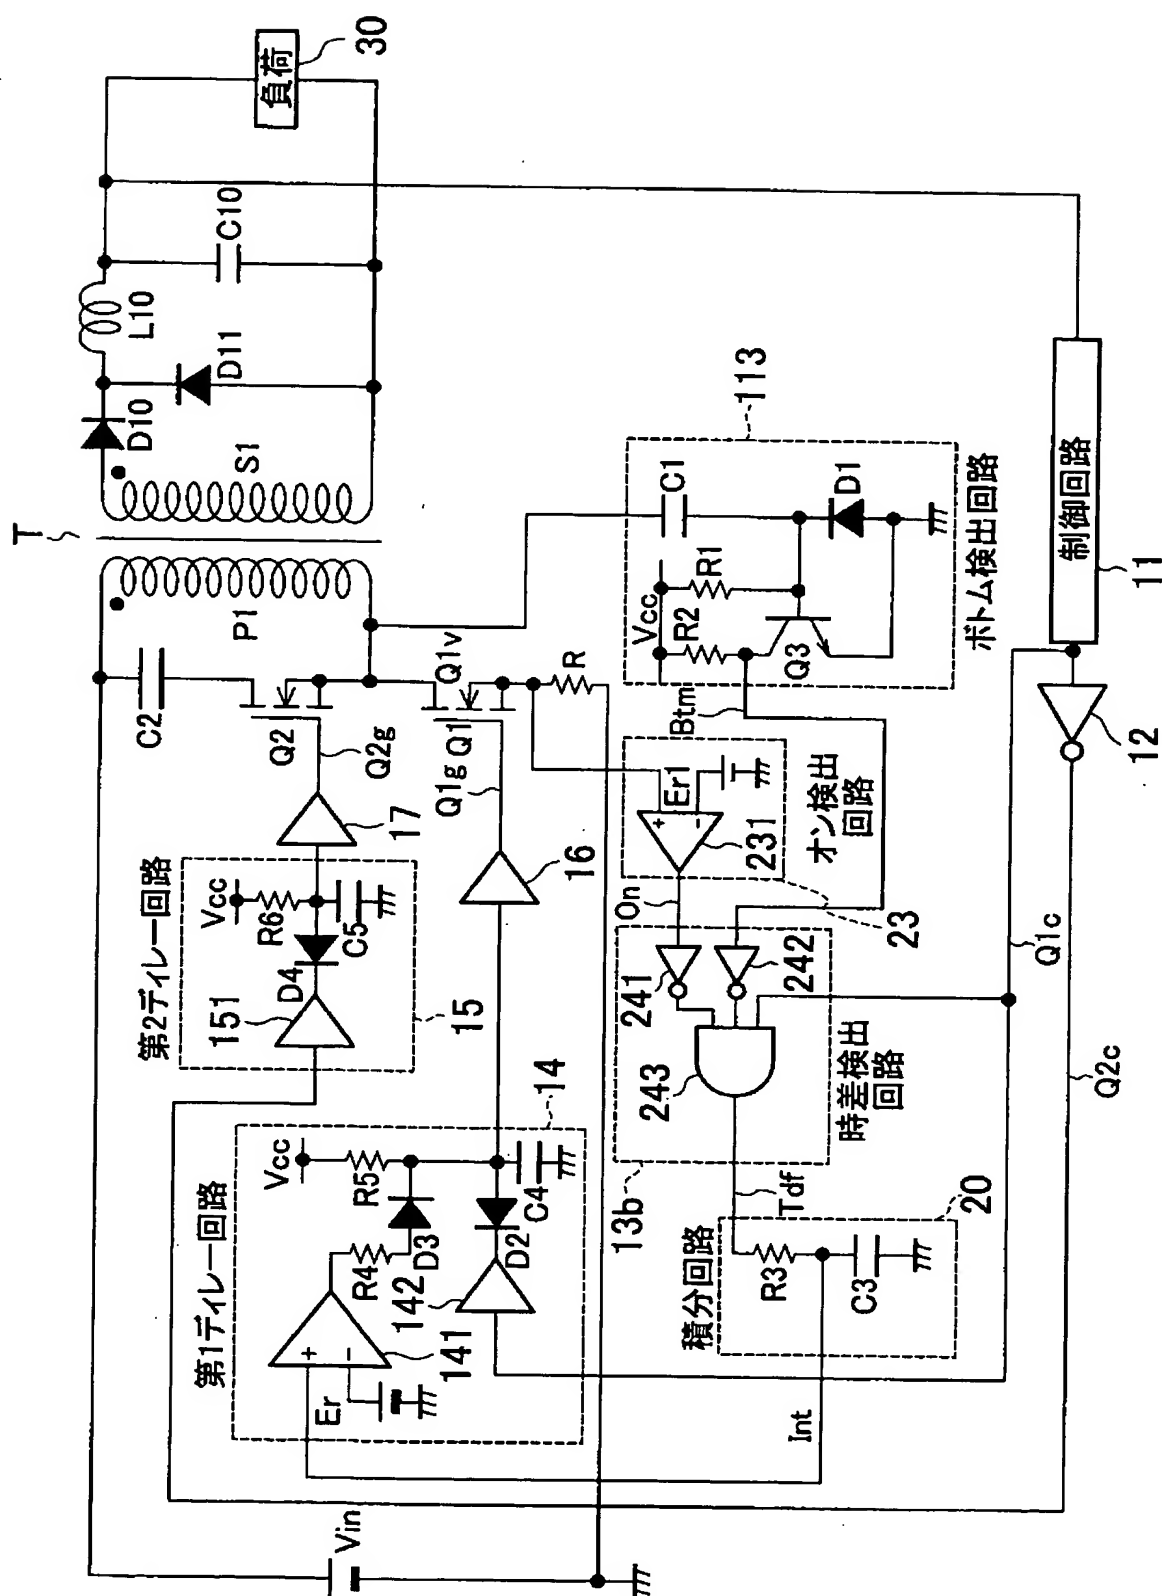 T
負荷
30
L10
C10
D10
D11
S1
P1
C2
Q2
Q2g
Q1v
Q1
Q1g
R
17
16
第2ディレー回路
Vcc
R6
D4
C5
151
15
第1ディレー回路
Vcc
R5
R4
D3
D2
C4
142
141
Er
14
Vin
113
C1
Vcc
R1
R2
D1
Q3
ボトム検出回路
Btm
Er1
231
オン検出
回路
23
On
241
242
243
時差検出
回路
13b
Tdf
積分回路
R3
C3
20
Int
制御回路
11
12
Q1c
Q2c
+
-
+
-